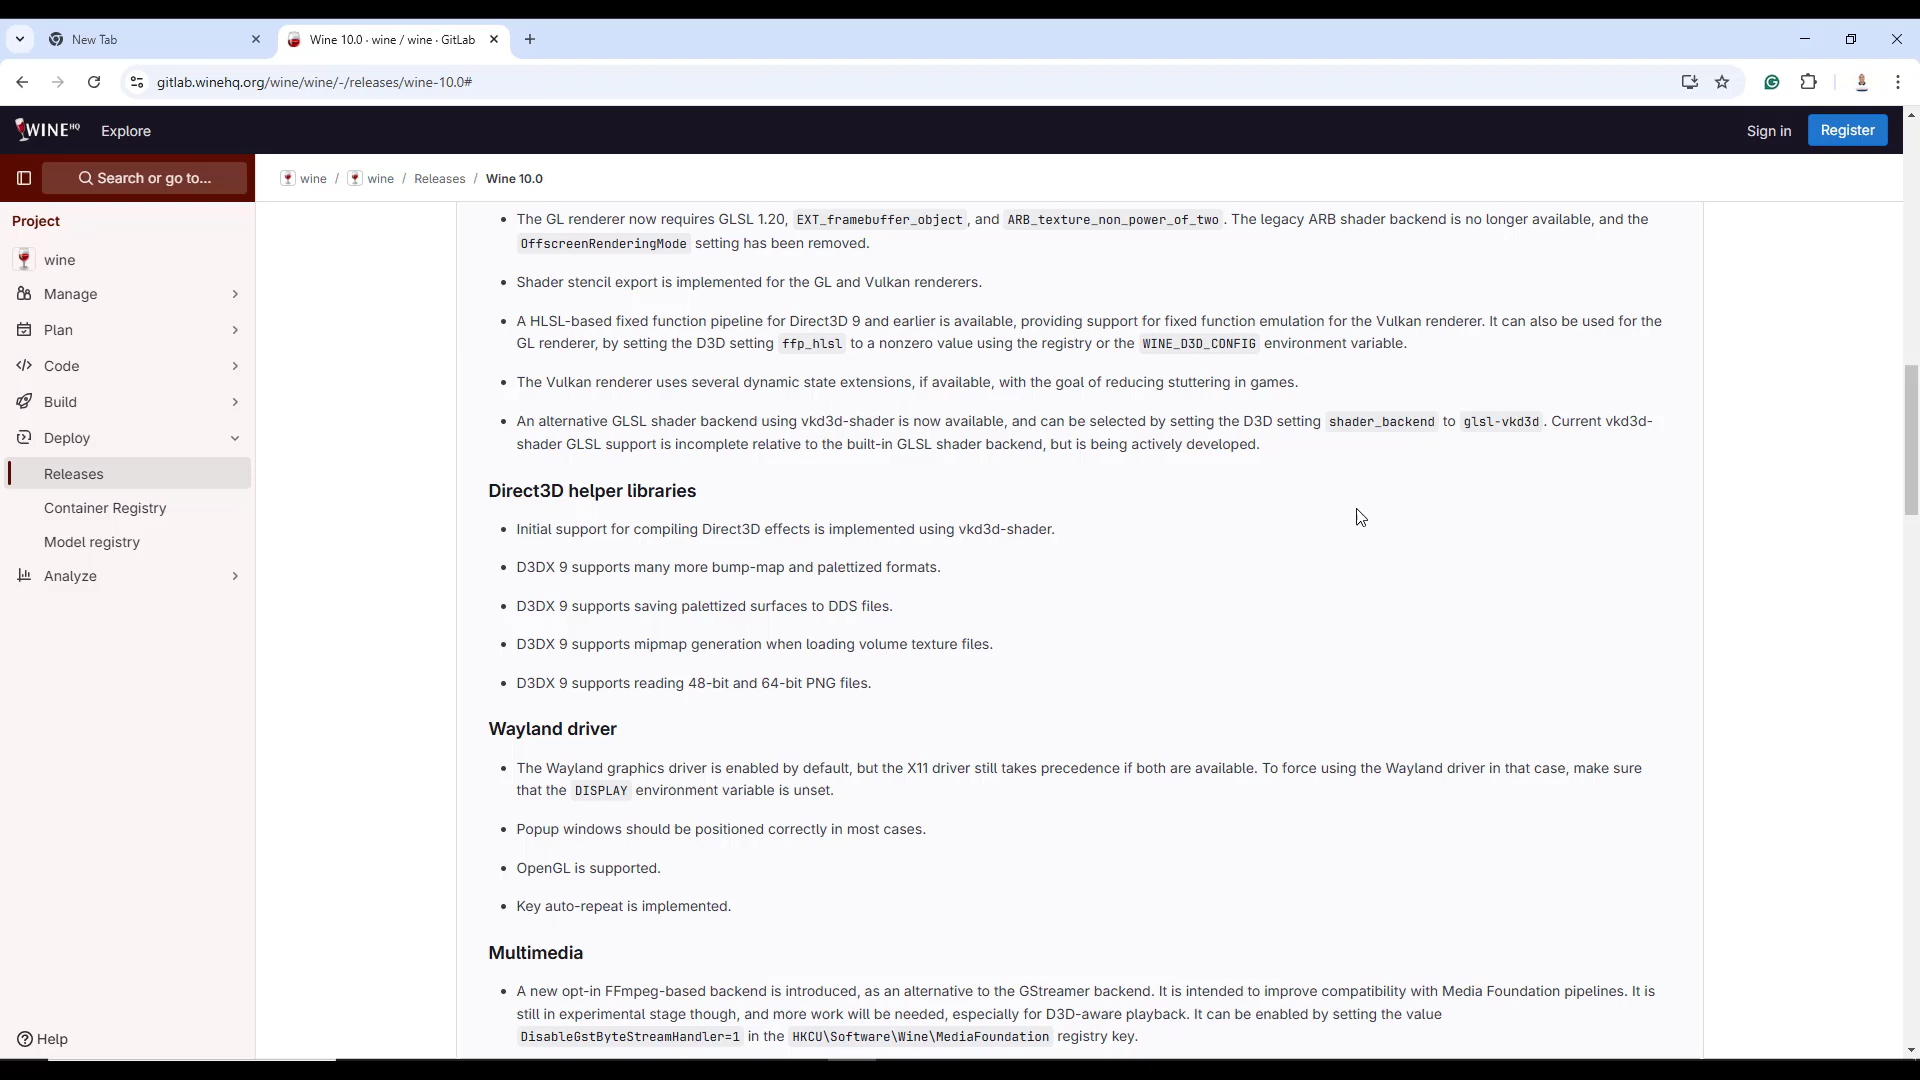 New Tab
Wine 10.0 · wine / wine · GitLab
gitlab.winehq.org/wine/wine/-/releases/wine-10.0#
WINE HQ
Explore
Sign in
Register
Search or go to...
wine / wine / Releases / Wine 10.0
Project
wine
Manage
Plan
Code
Build
Deploy
Releases
Container Registry
Model registry
Analyze
Help
The GL renderer now requires GLSL 1.20, EXT_framebuffer_object, and ARB_texture_non_power_of_two. The legacy ARB shader backend is no longer available, and the
OffscreenRenderingMode setting has been removed.
Shader stencil export is implemented for the GL and Vulkan renderers.
A HLSL-based fixed function pipeline for Direct3D 9 and earlier is available, providing support for fixed function emulation for the Vulkan renderer. It can also be used for the
GL renderer, by setting the D3D setting ffp_hlsl to a nonzero value using the registry or the WINE_D3D_CONFIG environment variable.
The Vulkan renderer uses several dynamic state extensions, if available, with the goal of reducing stuttering in games.
An alternative GLSL shader backend using vkd3d-shader is now available, and can be selected by setting the D3D setting shader_backend to glsl-vkd3d. Current vkd3d-
shader GLSL support is incomplete relative to the built-in GLSL shader backend, but is being actively developed.
Direct3D helper libraries
Initial support for compiling Direct3D effects is implemented using vkd3d-shader.
D3DX 9 supports many more bump-map and palettized formats.
D3DX 9 supports saving palettized surfaces to DDS files.
D3DX 9 supports mipmap generation when loading volume texture files.
D3DX 9 supports reading 48-bit and 64-bit PNG files.
Wayland driver
The Wayland graphics driver is enabled by default, but the X11 driver still takes precedence if both are available. To force using the Wayland driver in that case, make sure
that the DISPLAY environment variable is unset.
Popup windows should be positioned correctly in most cases.
OpenGL is supported.
Key auto-repeat is implemented.
Multimedia
A new opt-in FFmpeg-based backend is introduced, as an alternative to the GStreamer backend. It is intended to improve compatibility with Media Foundation pipelines. It is
still in experimental stage though, and more work will be needed, especially for D3D-aware playback. It can be enabled by setting the value
DisableGstByteStreamHandler=1 in the HKCU\Software\Wine\MediaFoundation registry key.